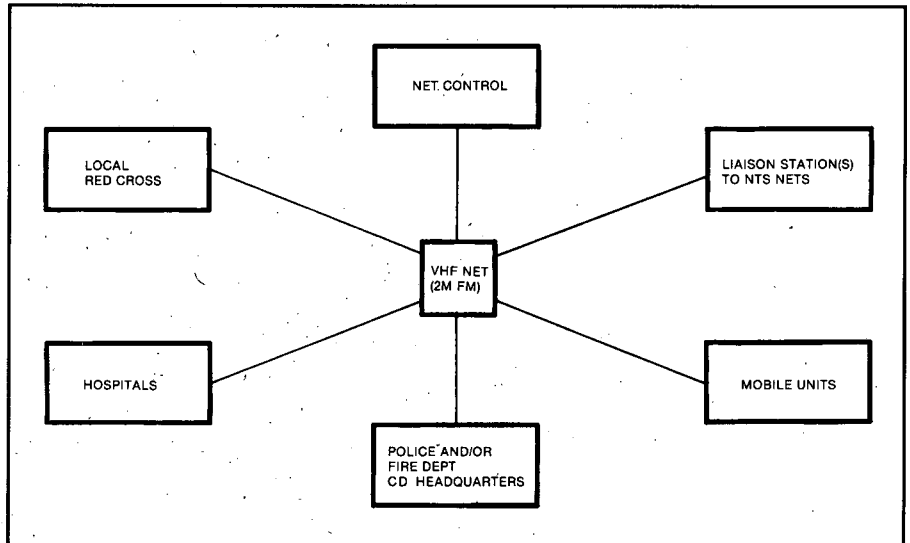 NET CONTROL
LOCAL
RED CROSS
LIAISON STATION(S)
TO NTS NETS
VHF NET
(2M FM)
HOSPITALS
MOBILE UNITS
POLICE AND/OR
FIRE DEPT
CD HEADQUARTERS